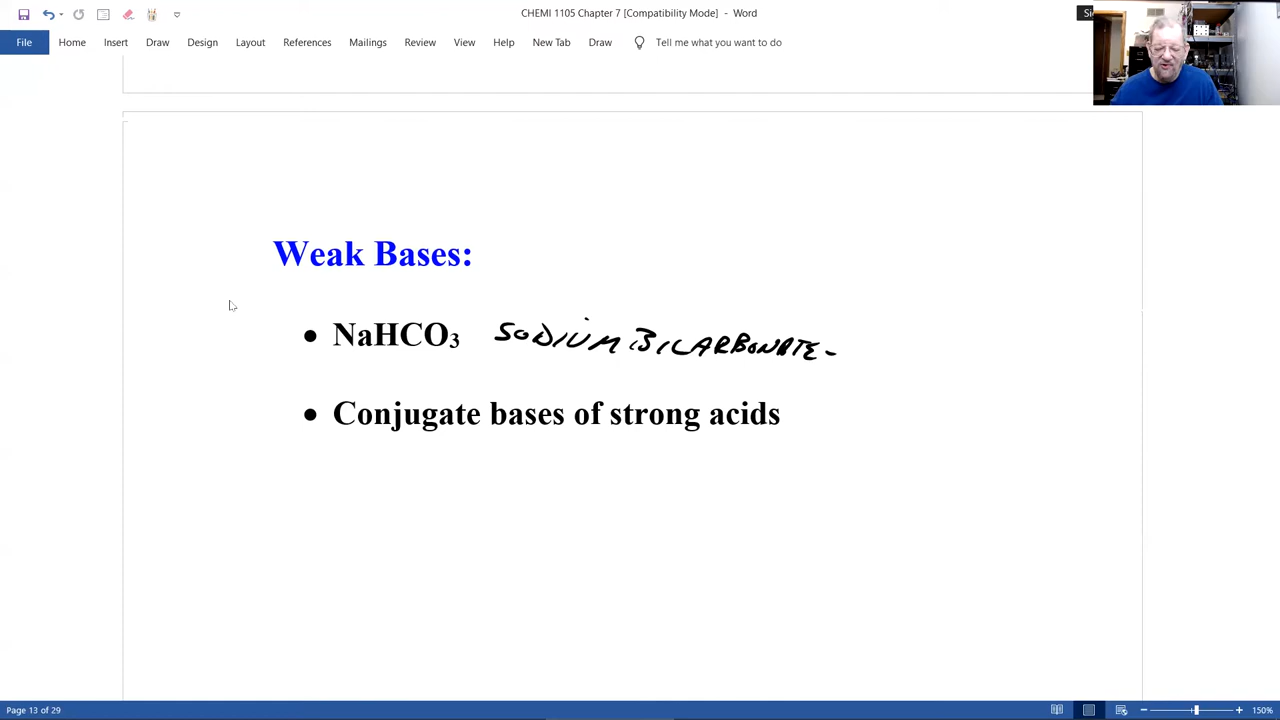 CHEMI 1105 Chapter 7 [Compatibility Mode] - Word
File Home Insert Draw Design Layout References Mailings Review View Help New Tab Draw Tell me what you want to do
Weak Bases:
• NaHCO₃ SODIUM BICARBONATE -
• Conjugate bases of strong acids
Page 13 of 29
150%